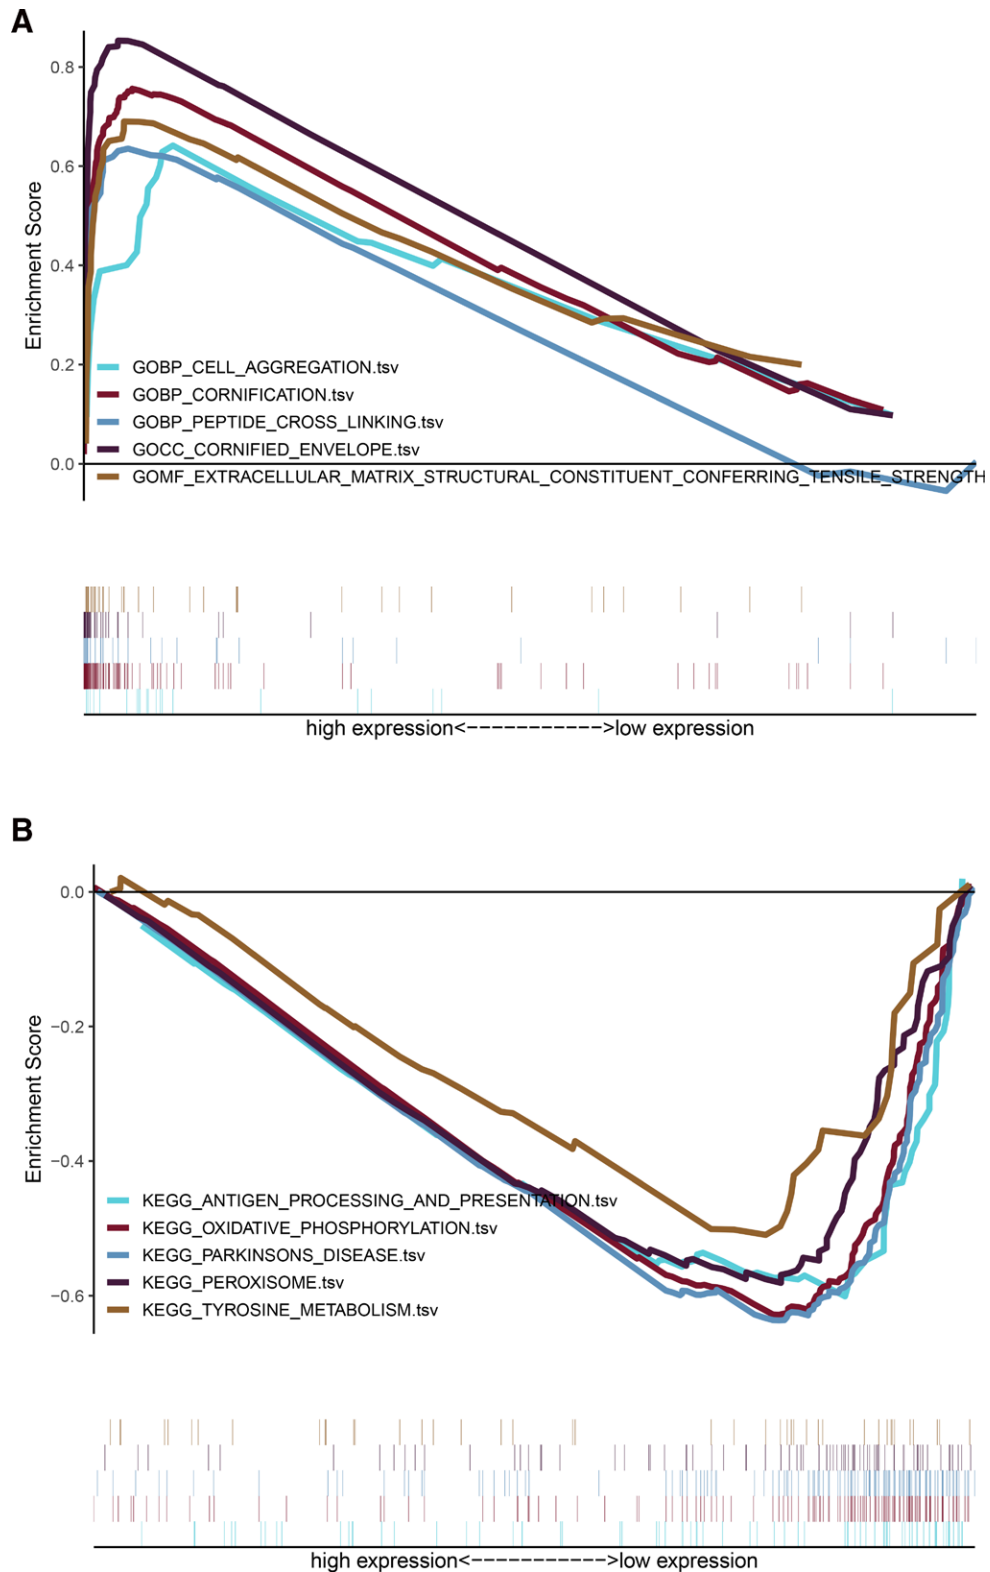 A
Enrichment Score
0.8
0.6
0.4
0.2
0.0
GOBP_CELL_AGGREGATION.tsv
GOBP_CORNIFICATION.tsv
GOBP_PEPTIDE_CROSS_LINKING.tsv
GOCC_CORNIFIED_ENVELOPE.tsv
GOMF_EXTRACELLULAR_MATRIX_STRUCTURAL_CONSTITUENT_CONFERRING_TENSILE_STRENGTH
high expression<----------->low expression
B
Enrichment Score
0.0
−0.2
−0.4
−0.6
KEGG_ANTIGEN_PROCESSING_AND_PRESENTATION.tsv
KEGG_OXIDATIVE_PHOSPHORYLATION.tsv
KEGG_PARKINSONS_DISEASE.tsv
KEGG_PEROXISOME.tsv
KEGG_TYROSINE_METABOLISM.tsv
high expression<----------->low expression